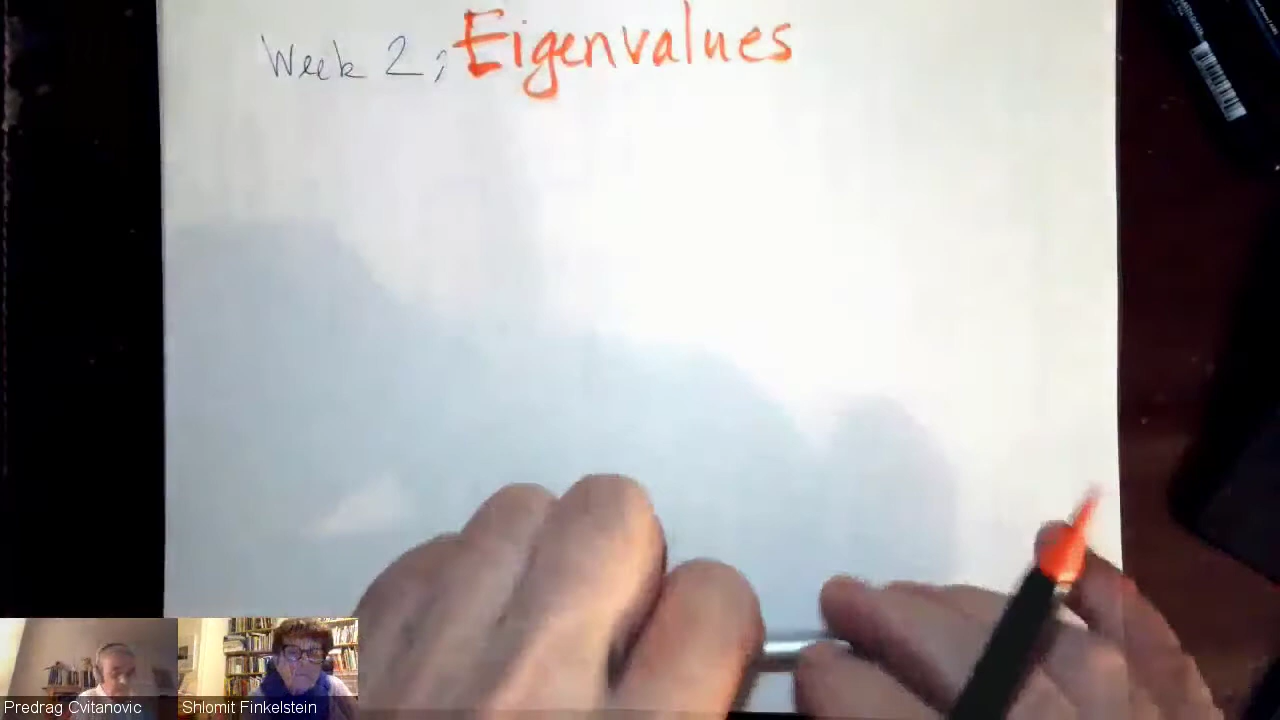 Week 2; Eigenvalues
Predrag Cvitanovic
Shlomit Finkelstein